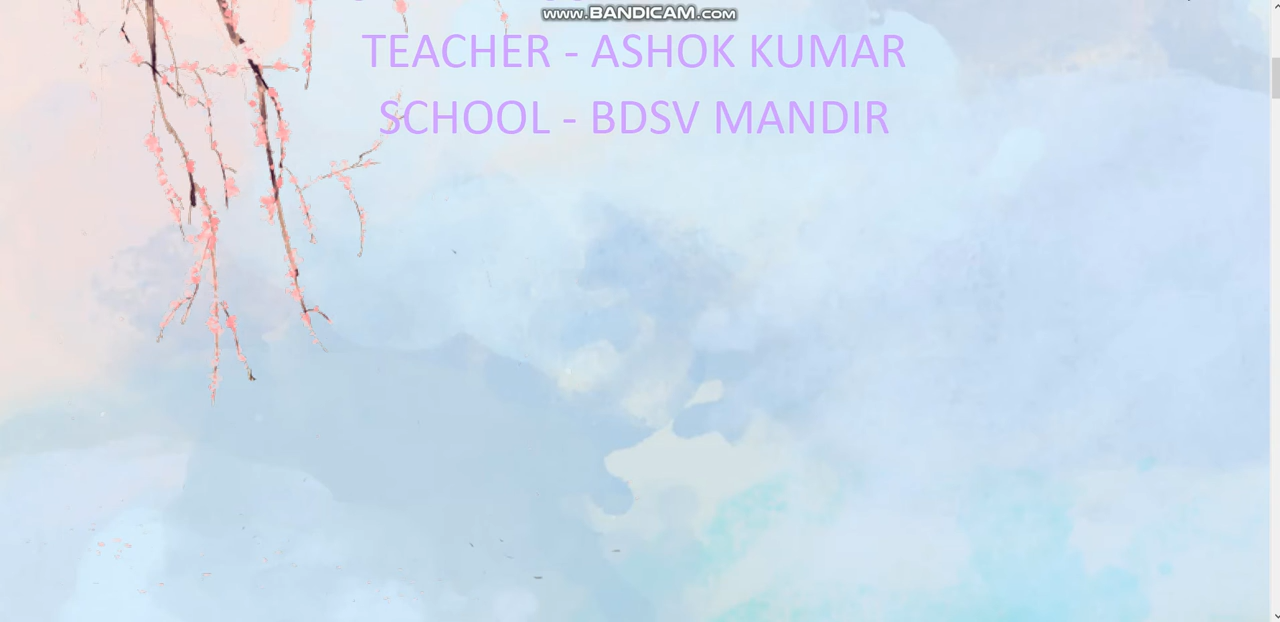 www.BANDICAM.com
TEACHER - ASHOK KUMAR
SCHOOL - BDSV MANDIR